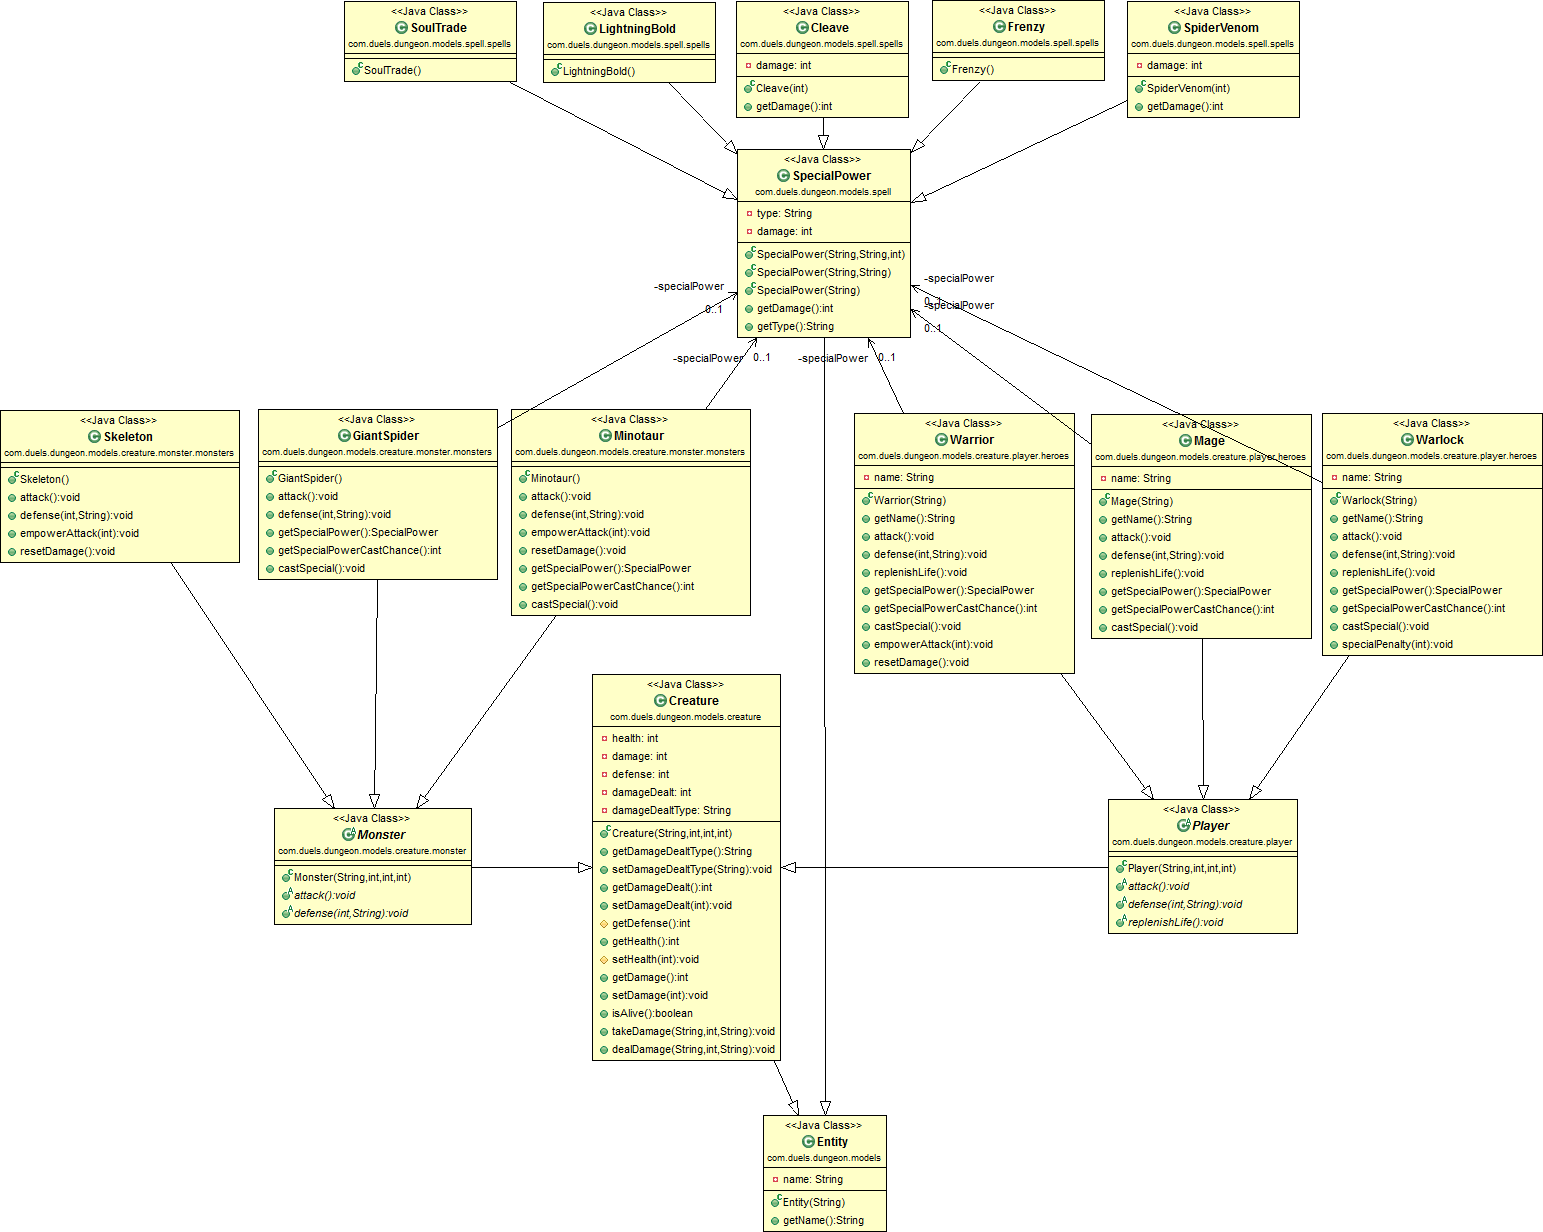 <<Java Class>>
SoulTrade
com.duels.dungeon.models.spell.spells
SoulTrade()
<<Java Class>>
LightningBold
com.duels.dungeon.models.spell.spells
LightningBold()
<<Java Class>>
Cleave
com.duels.dungeon.models.spell.spells
damage: int
Cleave(int)
getDamage():int
<<Java Class>>
Frenzy
com.duels.dungeon.models.spell.spells
Frenzy()
<<Java Class>>
SpiderVenom
com.duels.dungeon.models.spell.spells
damage: int
SpiderVenom(int)
getDamage():int
<<Java Class>>
SpecialPower
com.duels.dungeon.models.spell
type: String
damage: int
SpecialPower(String,String,int)
SpecialPower(String,String)
SpecialPower(String)
getDamage():int
getType():String
-specialPower
0..1
-specialPower
0..1
-specialPower
0..1
-specialPower
0..1
-specialPower
0..1
<<Java Class>>
Skeleton
com.duels.dungeon.models.creature.monster.monsters
Skeleton()
attack():void
defense(int,String):void
empowerAttack(int):void
resetDamage():void
<<Java Class>>
GiantSpider
com.duels.dungeon.models.creature.monster.monsters
GiantSpider()
attack():void
defense(int,String):void
getSpecialPower():SpecialPower
getSpecialPowerCastChance():int
castSpecial():void
<<Java Class>>
Minotaur
com.duels.dungeon.models.creature.monster.monsters
Minotaur()
attack():void
defense(int,String):void
empowerAttack(int):void
resetDamage():void
getSpecialPower():SpecialPower
getSpecialPowerCastChance():int
castSpecial():void
<<Java Class>>
Warrior
com.duels.dungeon.models.creature.player.heroes
name: String
Warrior(String)
getName():String
attack():void
defense(int,String):void
replenishLife():void
getSpecialPower():SpecialPower
getSpecialPowerCastChance():int
castSpecial():void
empowerAttack(int):void
resetDamage():void
<<Java Class>>
Mage
com.duels.dungeon.models.creature.player.heroes
name: String
Mage(String)
getName():String
attack():void
defense(int,String):void
replenishLife():void
getSpecialPower():SpecialPower
getSpecialPowerCastChance():int
castSpecial():void
<<Java Class>>
Warlock
com.duels.dungeon.models.creature.player.heroes
name: String
Warlock(String)
getName():String
attack():void
defense(int,String):void
replenishLife():void
getSpecialPower():SpecialPower
getSpecialPowerCastChance():int
castSpecial():void
specialPenalty(int):void
<<Java Class>>
Creature
com.duels.dungeon.models.creature
health: int
damage: int
defense: int
damageDealt: int
damageDealtType: String
Creature(String,int,int,int)
getDamageDealtType():String
setDamageDealtType(String):void
getDamageDealt():int
setDamageDealt(int):void
getDefense():int
getHealth():int
setHealth(int):void
getDamage():int
setDamage(int):void
isAlive():boolean
takeDamage(String,int,String):void
dealDamage(String,int,String):void
<<Java Class>>
Monster
com.duels.dungeon.models.creature.monster
Monster(String,int,int,int)
attack():void
defense(int,String):void
<<Java Class>>
Player
com.duels.dungeon.models.creature.player
Player(String,int,int,int)
attack():void
defense(int,String):void
replenishLife():void
<<Java Class>>
Entity
com.duels.dungeon.models
name: String
Entity(String)
getName():String